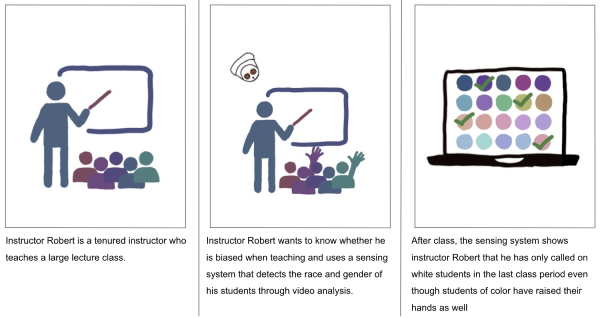 Instructor Robert is a tenured instructor who
teaches a large lecture class.
Instructor Robert wants to know whether he
is biased when teaching and uses a sensing
system that detects the race and gender of
his students through video analysis.
After class, the sensing system shows
instructor Robert that he has only called on
white students in the last class period even
though students of color have raised their
hands as well